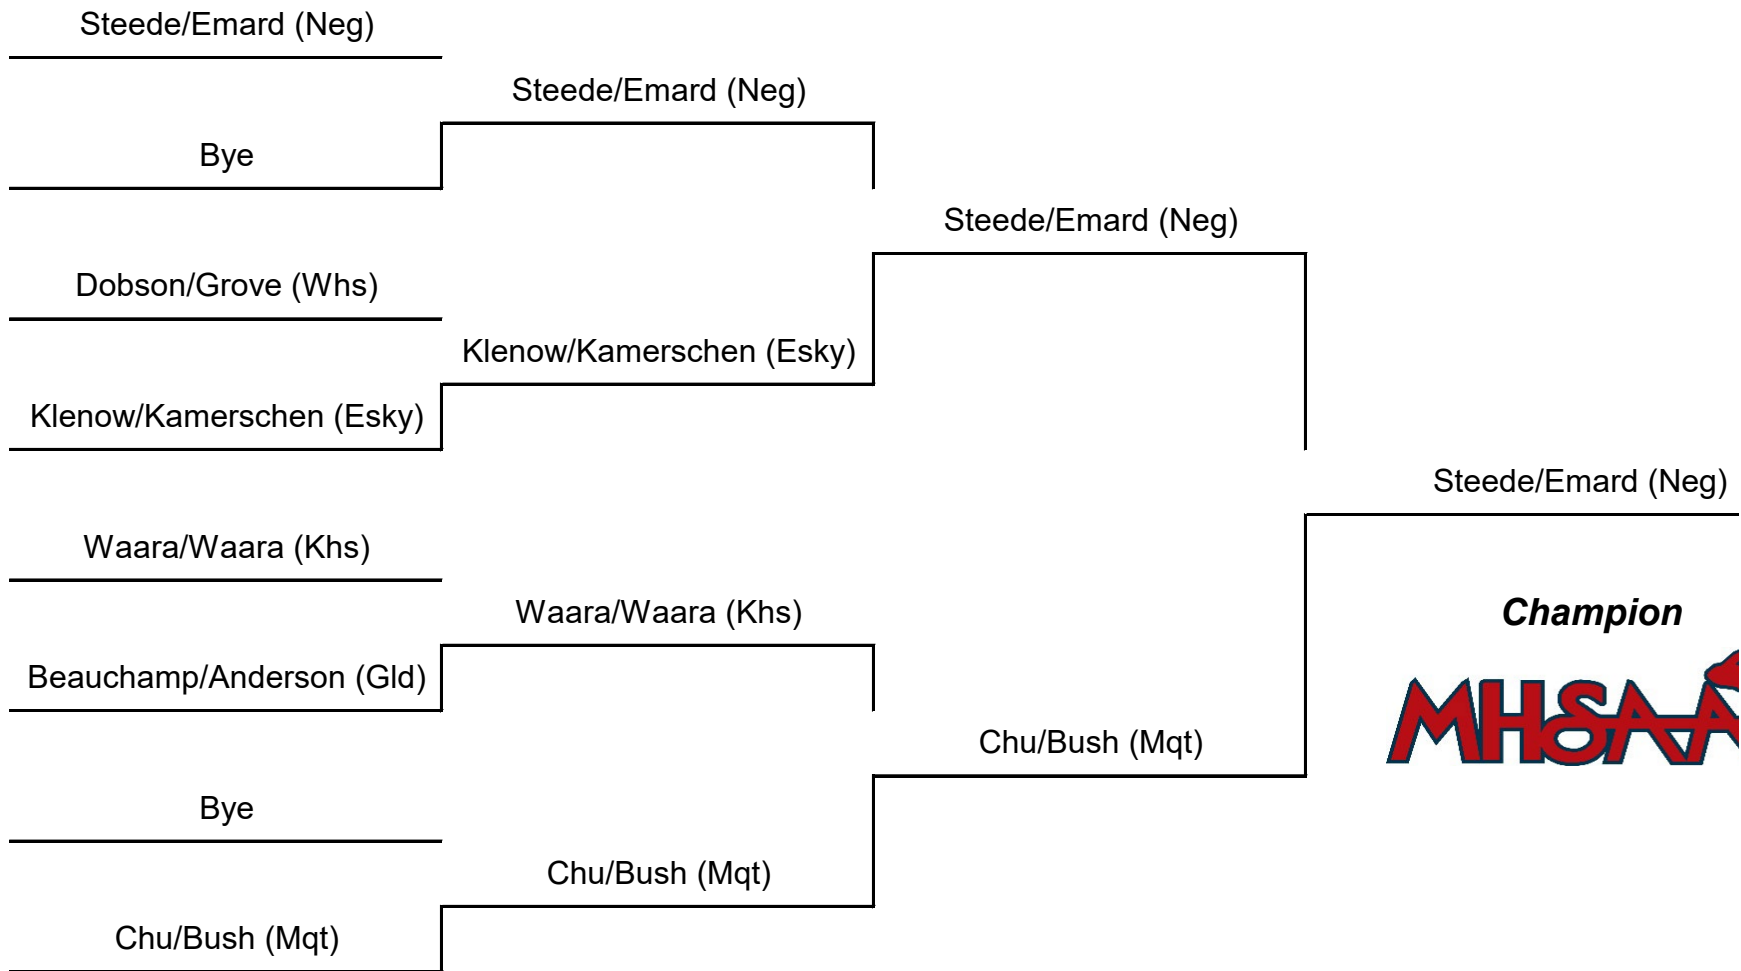 Steede/Emard (Neg)
Steede/Emard (Neg)
Bye
Steede/Emard (Neg)
Dobson/Grove (Whs)
Klenow/Kamerschen (Esky)
Klenow/Kamerschen (Esky)
Steede/Emard (Neg)
Waara/Waara (Khs)
Champion
Waara/Waara (Khs)
Beauchamp/Anderson (Gld)
MHSAA
Chu/Bush (Mqt)
Bye
Chu/Bush (Mqt)
Chu/Bush (Mqt)